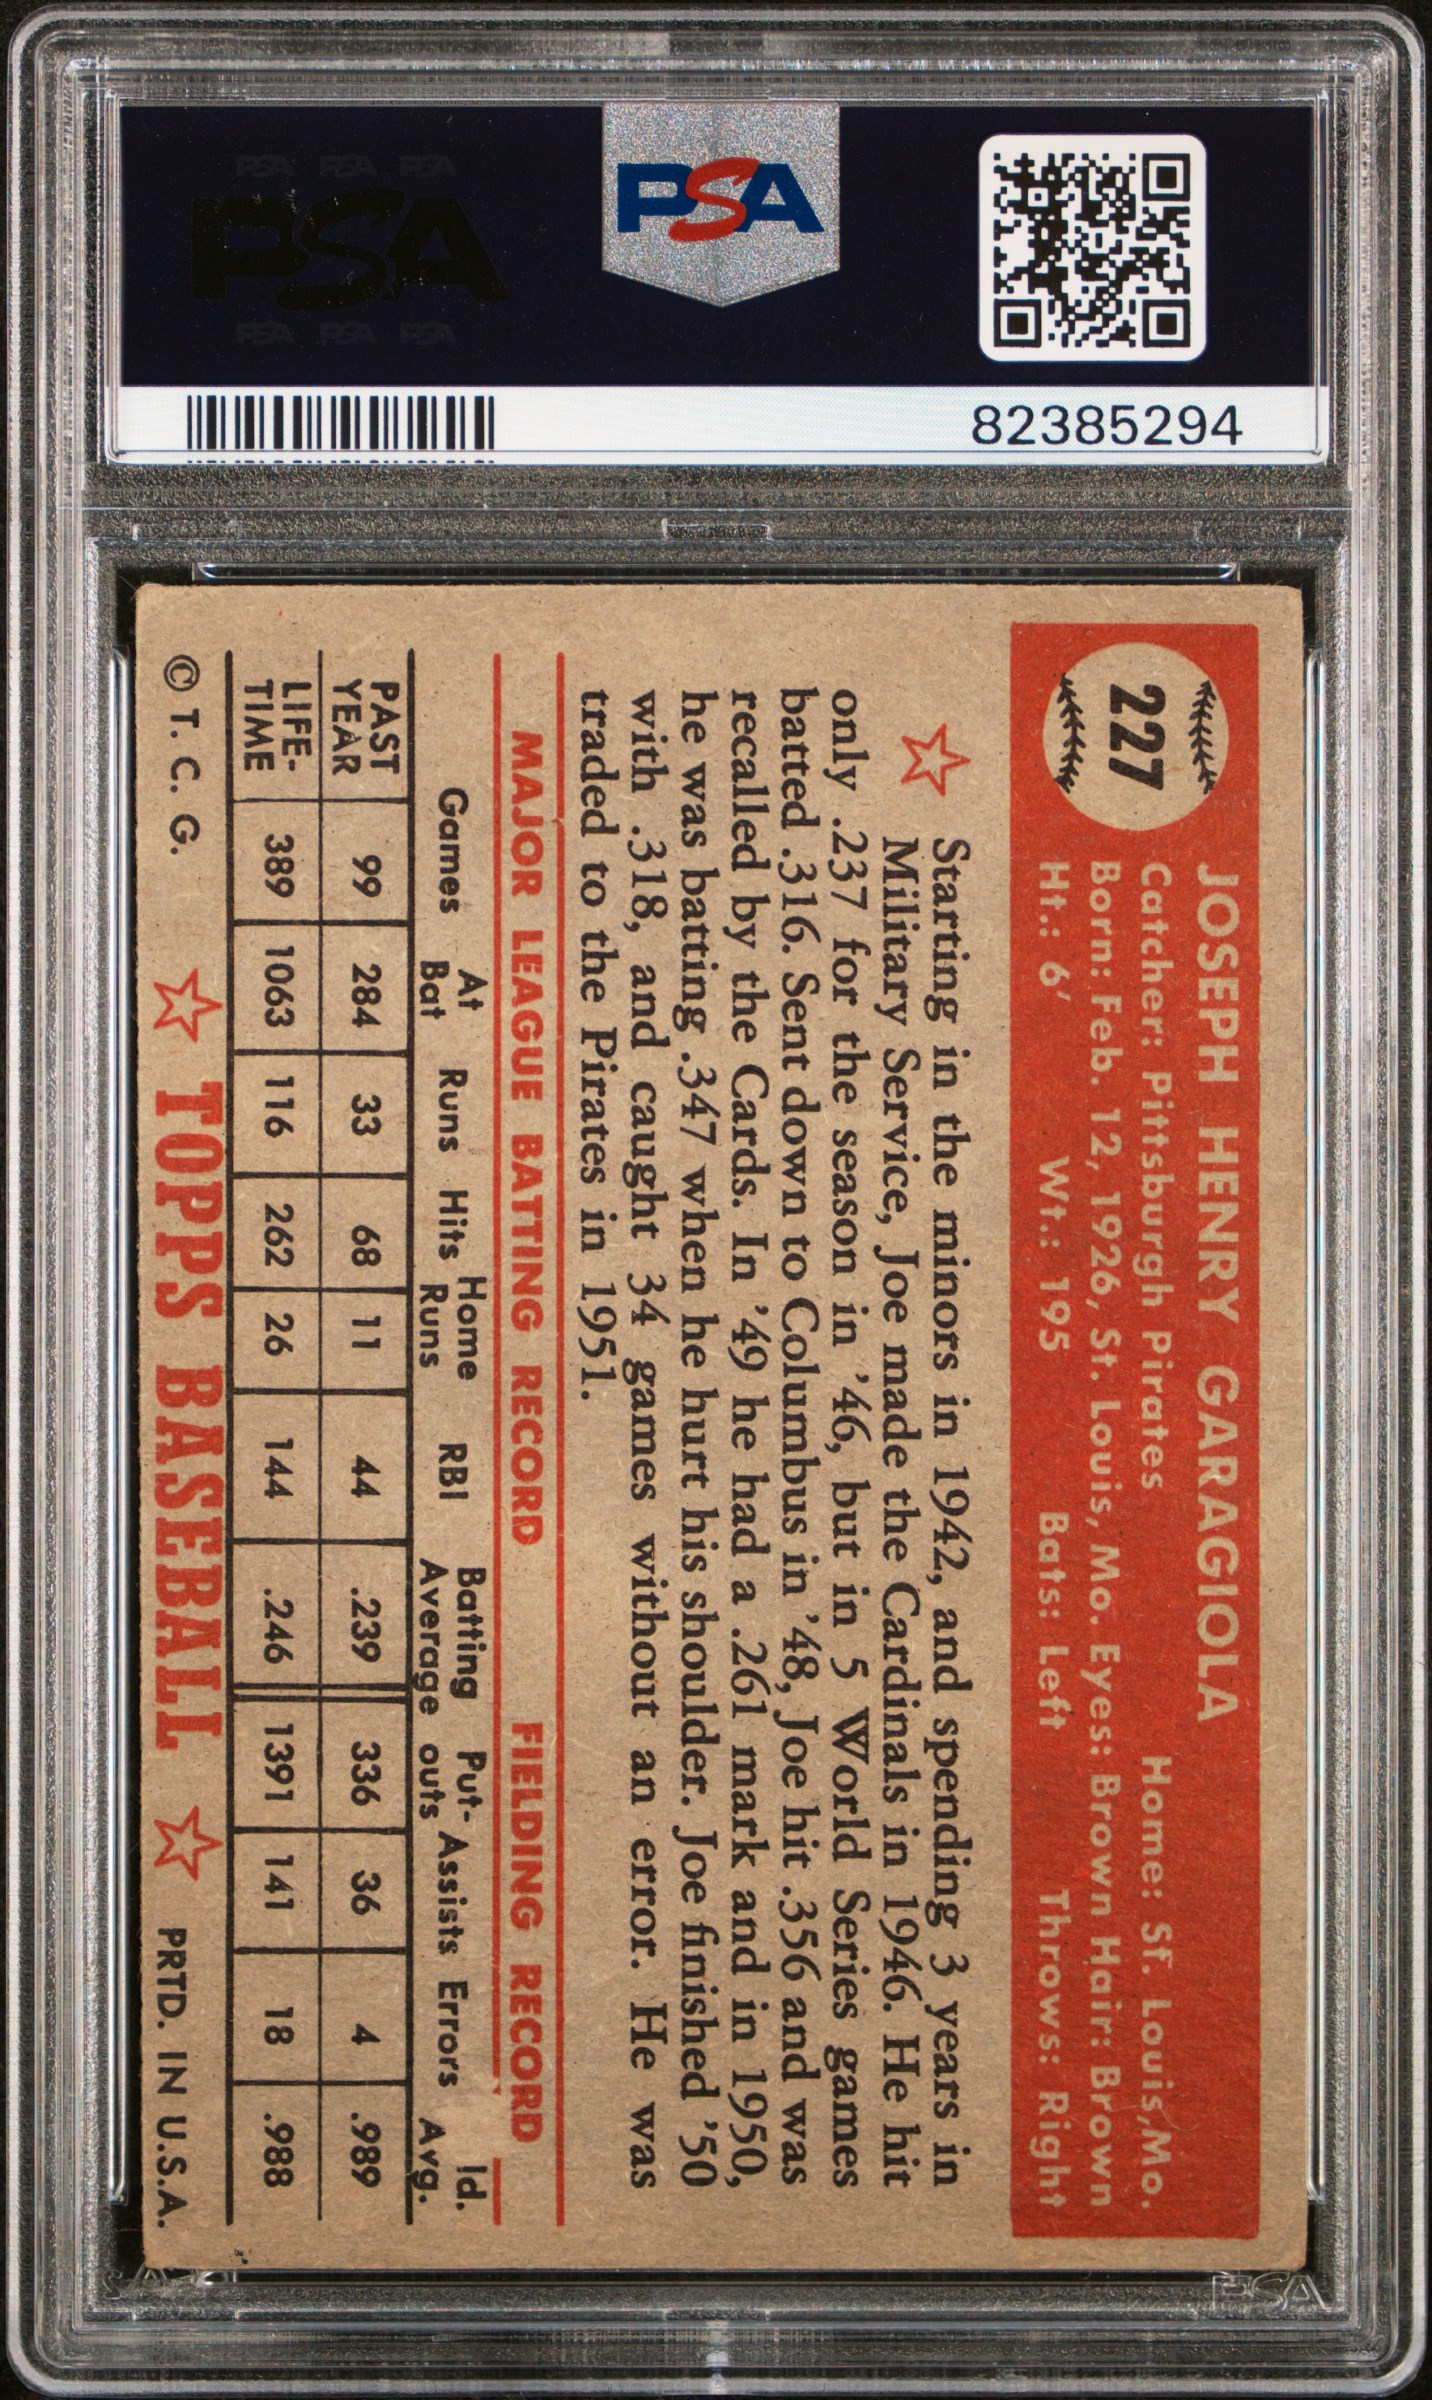 PSA PSA PSA
PSA
PSA PSA PSA
PSA
82385294
227
JOSEPH HENRY GARAGIOLA
Catcher: Pittsburgh Pirates Home: St. Louis, Mo.
Born: Feb. 12, 1926, St. Louis, Mo. Eyes: Brown Hair: Brown
Ht.: 6' Wt.: 195 Bats: Left Throws: Right
Starting in the minors in 1942, and spending 3 years in
Military Service, Joe made the Cardinals in 1946. He hit
only .237 for the season in '46, but in 5 World Series games
batted .316. Sent down to Columbus in '48, Joe hit .356 and was
recalled by the Cards. In '49 he had a .261 mark and in 1950,
he was batting .347 when he hurt his shoulder. Joe finished '50
with .318, and caught 34 games without an error. He was
traded to the Pirates in 1951.
MAJOR LEAGUE BATTING RECORD FIELDING RECORD
Games At Bat Runs Hits Home Runs RBI Batting Average Put-outs Assists Errors ld. Avg.
PAST YEAR 99 284 33 68 11 44 .239 336 36 4 .989
LIFE-TIME 389 1063 116 262 26 144 .246 1391 141 18 .988
© T. C. G. TOPPS BASEBALL PRTD. IN U.S.A.
PSA